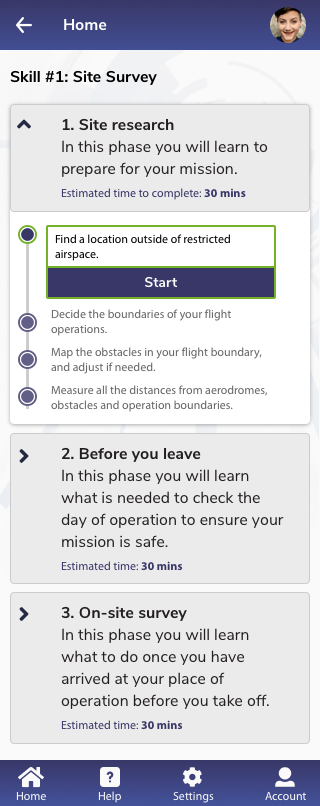 Home
Skill #1: Site Survey
1. Site research
In this phase you will learn to
prepare for your mission.
Estimated time to complete: 30 mins
Find a location outside of restricted
airspace.
Start
Decide the boundaries of your flight
operations.
Map the obstacles in your flight boundary,
and adjust if needed.
Measure all the distances from aerodromes,
obstacles and operation boundaries.
2. Before you leave
In this phase you will learn
what is needed to check the
day of operation to ensure your
mission is safe.
Estimated time: 30 mins
3. On-site survey
In this phase you will learn
what to do once you have
arrived at your place of
operation before you take off.
Estimated time: 30 mins
Home Help Settings Account